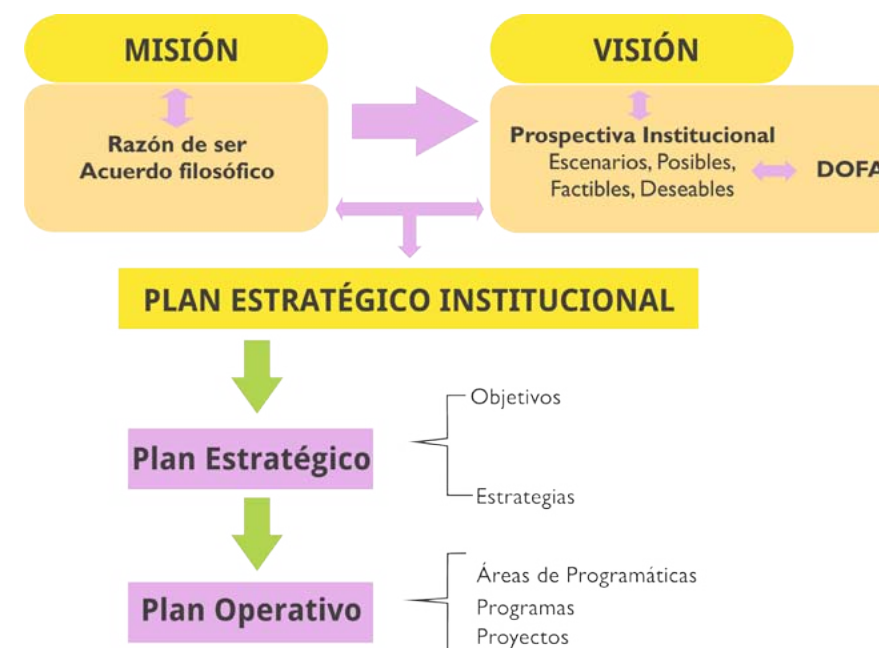 MISIÓN
VISIÓN
Razón de ser
Acuerdo filosófico
Prospectiva Institucional
Escenarios, Posibles,
Factibles, Deseables
DOFA
PLAN ESTRATÉGICO INSTITUCIONAL
Plan Estratégico
Objetivos
Estrategias
Plan Operativo
Áreas de Programáticas
Programas
Proyectos